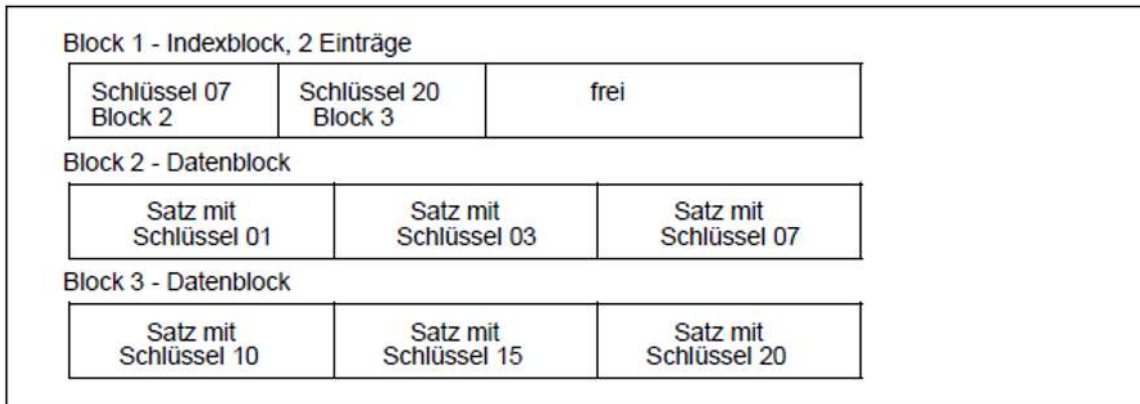 Block 1 - Indexblock, 2 Einträge
Schlüssel 07 Schlüssel 20 frei
Block 2 Block 3
Block 2 - Datenblock
Satz mit Satz mit Satz mit
Schlüssel 01 Schlüssel 03 Schlüssel 07
Block 3 - Datenblock
Satz mit Satz mit Satz mit
Schlüssel 10 Schlüssel 15 Schlüssel 20